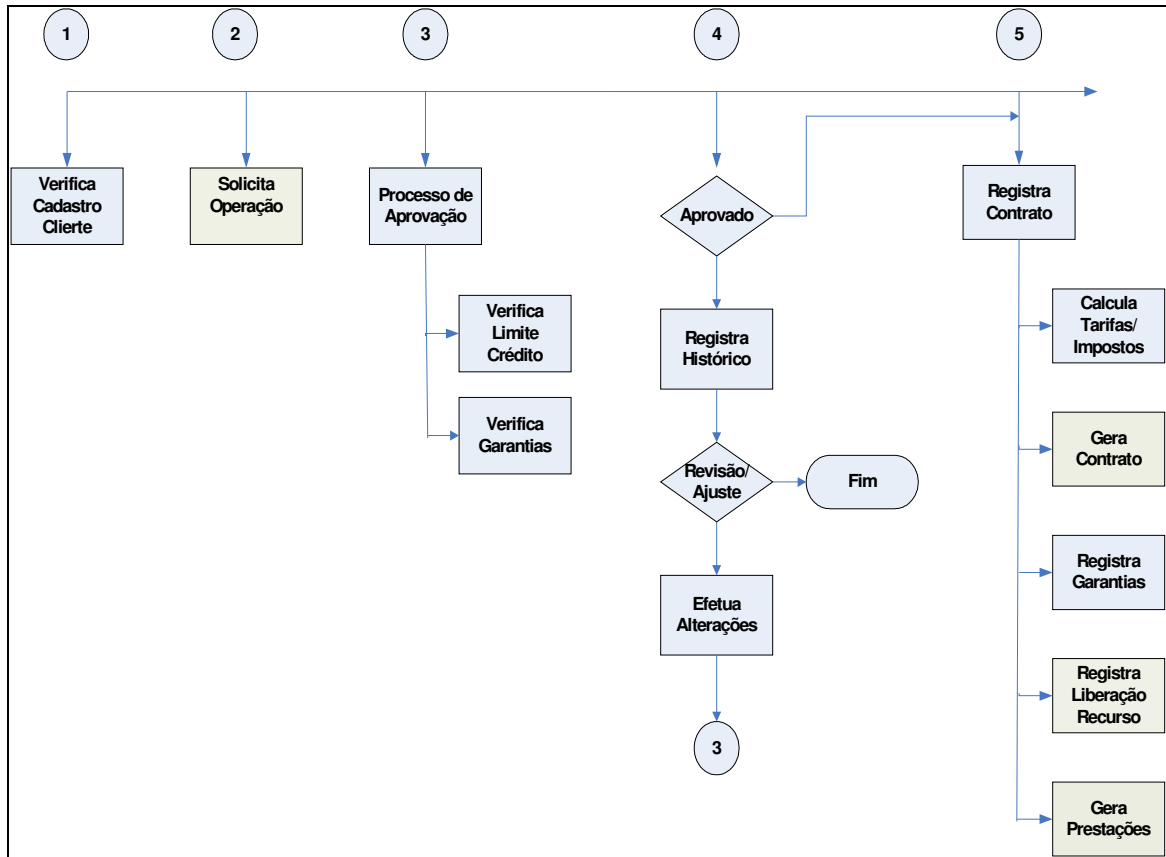 1
2
3
4
5
Verifica
Cadastro
Clierte
Solicita
Operação
Processo de
Aprovação
Verifica
Limite
Crédito
Verifica
Garantias
Aprovado
Registra
Histórico
Revisão/
Ajuste
Fim
Efetua
Alterações
3
Registra
Contrato
Calcula
Tarifas/
Impostos
Gera
Contrato
Registra
Garantias
Registra
Liberação
Recurso
Gera
Prestações